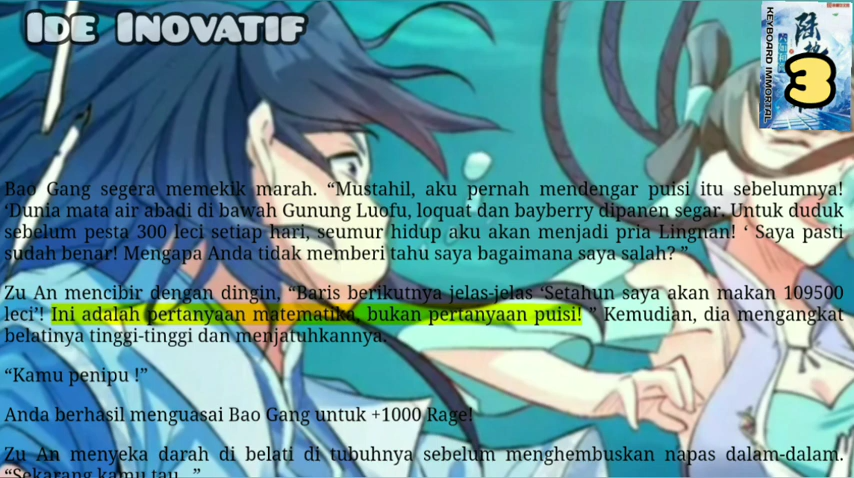 Ide Inovatif
KEYBOARD IMMORTAL
3
Bao Gang segera memekik marah. “Mustahil, aku pernah mendengar puisi itu sebelumnya!
‘Dunia mata air abadi di bawah Gunung Luofu, loquat dan bayberry dipanen segar. Untuk duduk
sebelum pesta 300 leci setiap hari, seumur hidup aku akan menjadi pria Lingnan! ‘ Saya pasti
sudah benar! Mengapa Anda tidak memberi tahu saya bagaimana saya salah? ”
Zu An mencibir dengan dingin, “Baris berikutnya jelas-jelas ‘Setahun saya akan makan 109500
leci’! Ini adalah pertanyaan matematika, bukan pertanyaan puisi! ” Kemudian, dia mengangkat
belatinya tinggi-tinggi dan menjatuhkannya.
“Kamu penipu !”
Anda berhasil menguasai Bao Gang untuk +1000 Rage!
Zu An menyeka darah di belati di tubuhnya sebelum menghembuskan napas dalam-dalam.
“Sekarang kamu tau…”